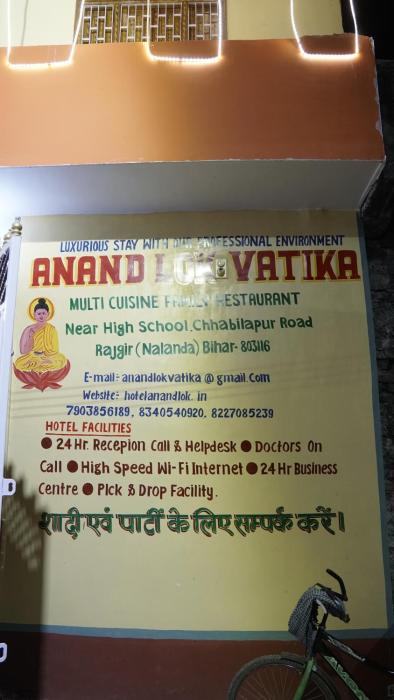 LUXURIOUS STAY WITH OUR PROFESSIONAL ENVIRONMENT
ANAND LOK VATIKA
MULTI CUISINE FAMILY RESTAURANT
Near High School,Chhabilapur Road
Rajgir (Nalanda) Bihar- 803116
E-mail:- anandlokvatika @ gmail.Com
Website:- hotelanandlok. in
7903856189, 8340540920, 8227085239
HOTEL FACILITIES
● 24 Hr. Recepion Call & Helpdesk ● Doctors On
Call ● High Speed Wi-Fi Internet ● 24 Hr Business
Centre ● Pick & Drop Facility.
शादी एवं पार्टी के लिए सम्पर्क करें।